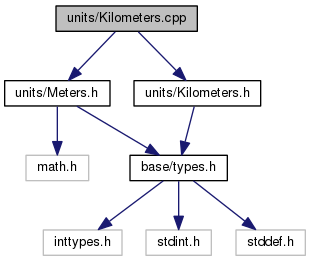 units/Kilometers.cpp
units/Meters.h
units/Kilometers.h
math.h
base/types.h
inttypes.h
stdint.h
stddef.h